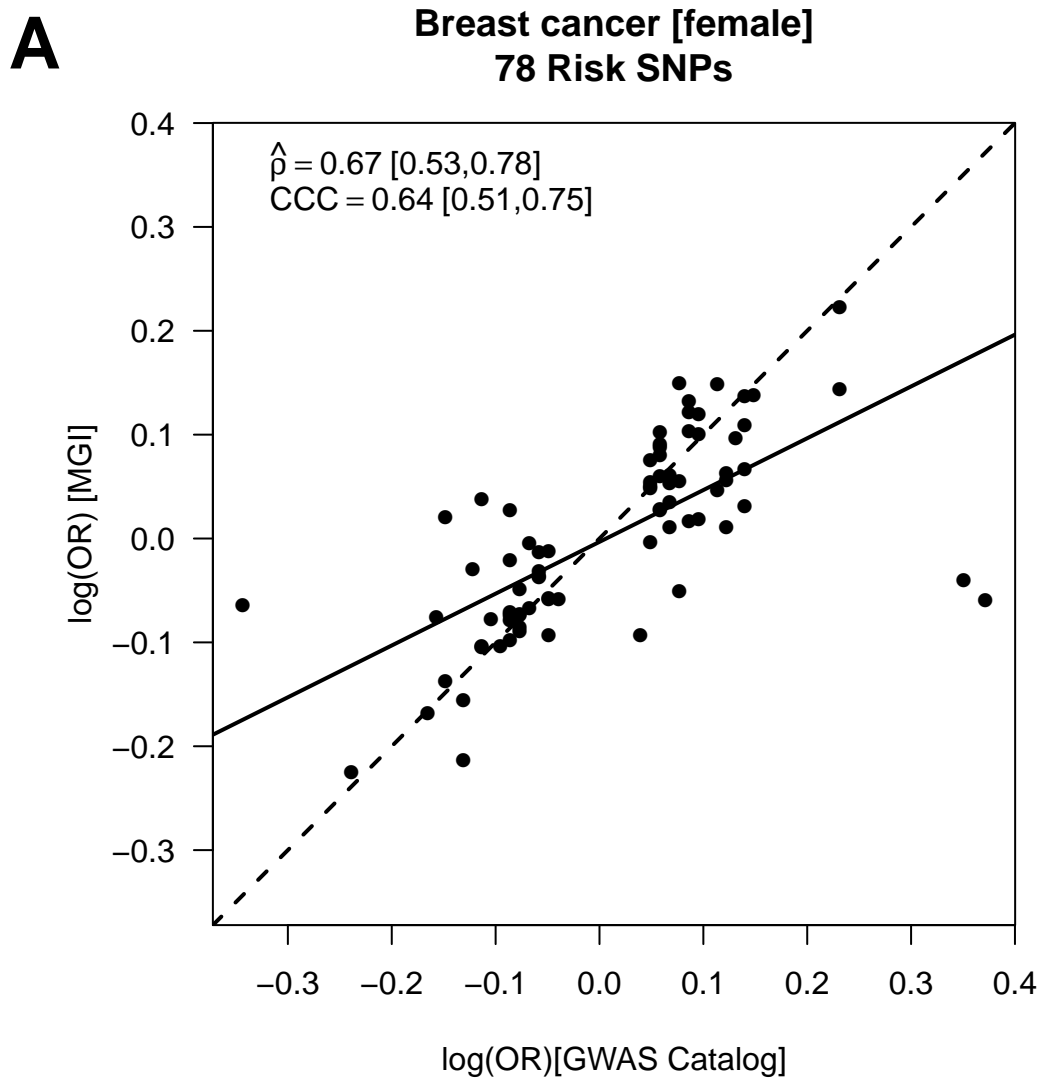 A
Breast cancer [female]
78 Risk SNPs
ρ̂ = 0.67 [0.53,0.78]
CCC = 0.64 [0.51,0.75]
0.4
0.3
0.2
0.1
0.0
−0.1
−0.2
−0.3
log(OR) [MGI]
−0.3 −0.2 −0.1 0.0 0.1 0.2 0.3 0.4
log(OR)[GWAS Catalog]